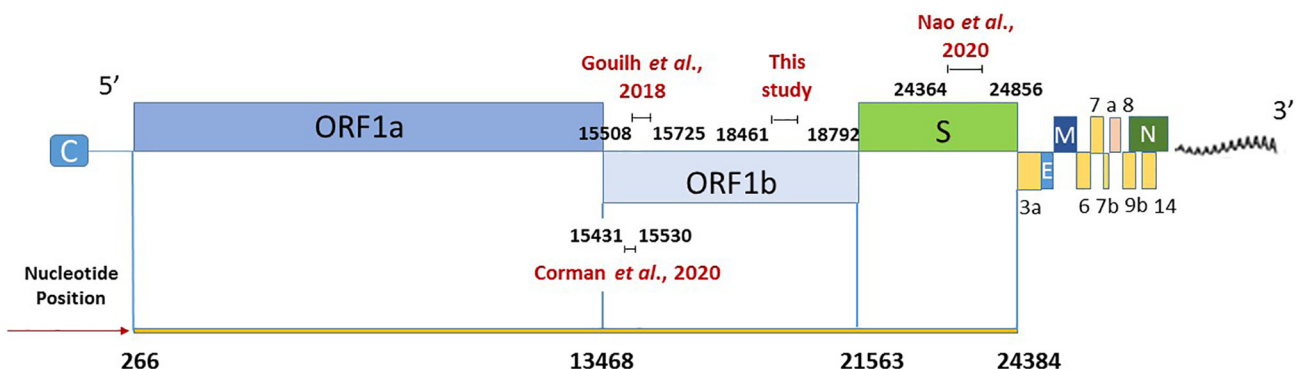 Nao et al.,
2020
Gouilh et al.,
2018
This
study
5’
24364 24856
7 a 8
3’
ORF1a
15508 15725 18461 18792
S
M
N
C
ORF1b
E
3a
6 7b 9b 14
15431 15530
Corman et al., 2020
Nucleotide
Position
266 13468 21563 24384